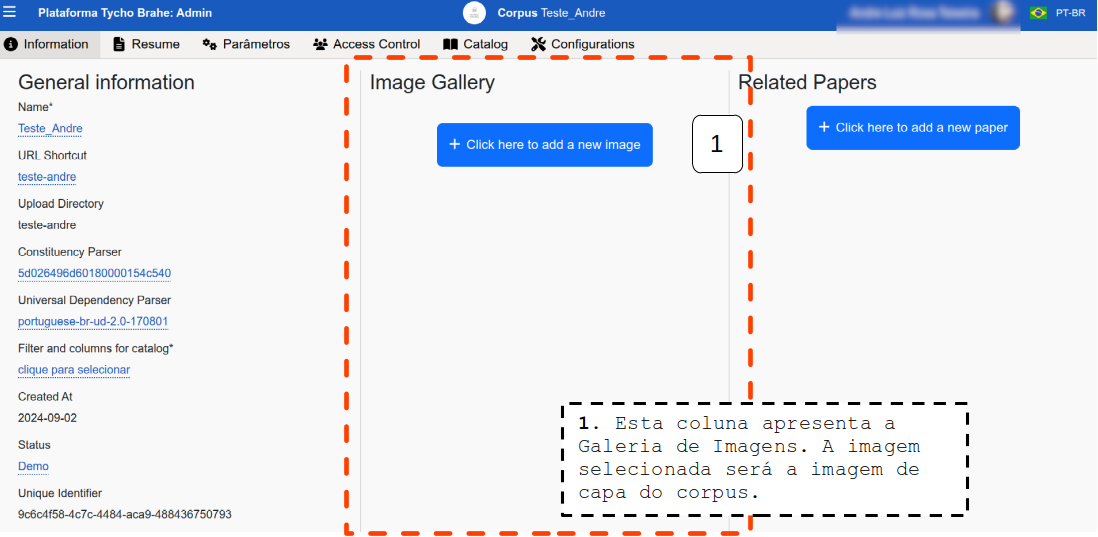 Plataforma Tycho Brahe: Admin
Corpus Teste_Andre
PT-BR
Information
Resume
Parâmetros
Access Control
Catalog
Configurations
General information
Name*
Teste_Andre
URL Shortcut
teste-andre
Upload Directory
teste-andre
Constituency Parser
5d026496d60180000154c540
Universal Dependency Parser
portuguese-br-ud-2.0-170801
Filter and columns for catalog*
clique para selecionar
Created At
2024-09-02
Status
Demo
Unique Identifier
9c6c4f58-4c7c-4484-aca9-488436750793
Image Gallery
+ Click here to add a new image
1
Related Papers
+ Click here to add a new paper
1. Esta coluna apresenta a
Galeria de Imagens. A imagem
selecionada será a imagem de
capa do corpus.